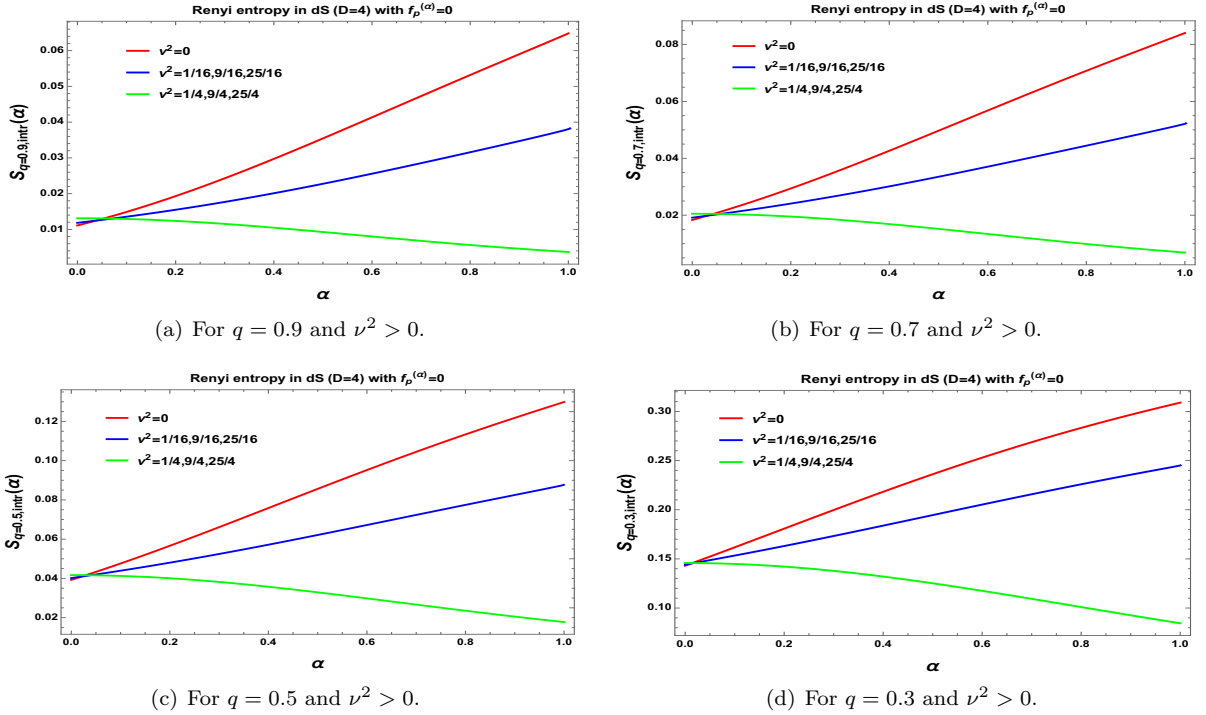 Renyi entropy in dS (D=4) with f_p^(α)=0
ν²=0
ν²=1/16,9/16,25/16
ν²=1/4,9/4,25/4
S_{q=0.9,intr}(α)
0.06
0.05
0.04
0.03
0.02
0.01
0.0 0.2 0.4 0.6 0.8 1.0
α
(a) For q = 0.9 and ν² > 0.
Renyi entropy in dS (D=4) with f_p^(α)=0
ν²=0
ν²=1/16,9/16,25/16
ν²=1/4,9/4,25/4
S_{q=0.7,intr}(α)
0.08
0.06
0.04
0.02
0.0 0.2 0.4 0.6 0.8 1.0
α
(b) For q = 0.7 and ν² > 0.
Renyi entropy in dS (D=4) with f_p^(α)=0
ν²=0
ν²=1/16,9/16,25/16
ν²=1/4,9/4,25/4
S_{q=0.5,intr}(α)
0.12
0.10
0.08
0.06
0.04
0.02
0.0 0.2 0.4 0.6 0.8 1.0
α
(c) For q = 0.5 and ν² > 0.
Renyi entropy in dS (D=4) with f_p^(α)=0
ν²=0
ν²=1/16,9/16,25/16
ν²=1/4,9/4,25/4
S_{q=0.3,intr}(α)
0.30
0.25
0.20
0.15
0.10
0.0 0.2 0.4 0.6 0.8 1.0
α
(d) For q = 0.3 and ν² > 0.